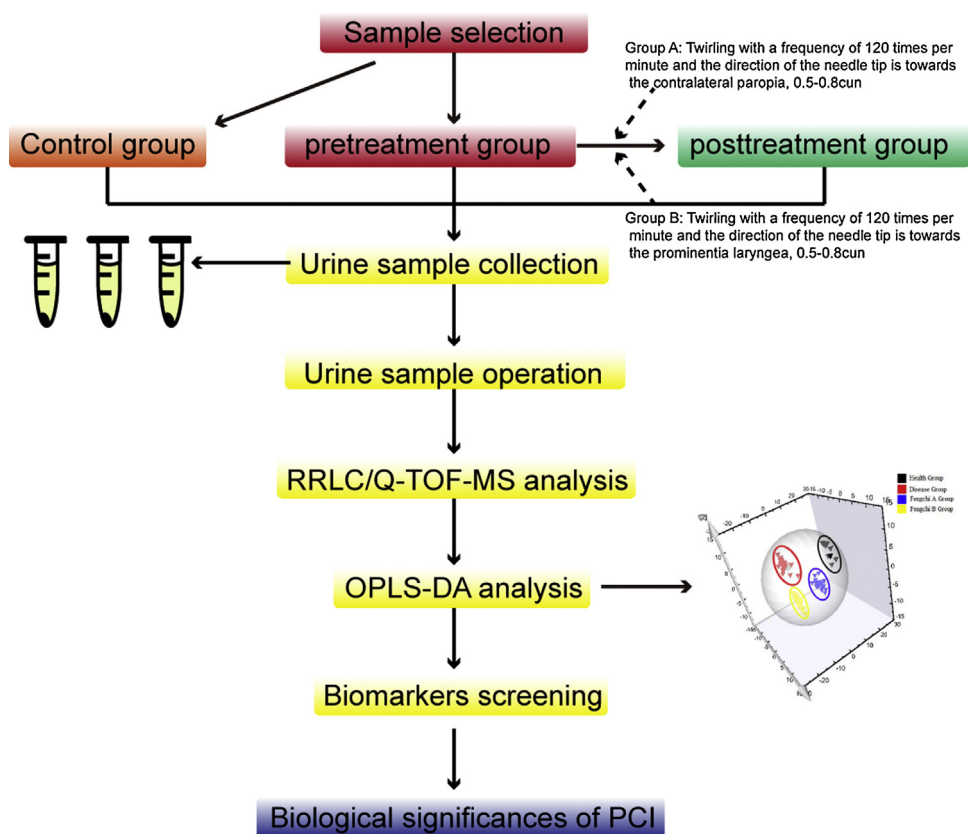 Sample selection
Group A: Twirling with a frequency of 120 times per
minute and the direction of the needle tip is towards
the contralateral paropia, 0.5-0.8cun
Control group
pretreatment group
posttreatment group
Group B: Twirling with a frequency of 120 times per
minute and the direction of the needle tip is towards
the prominentia laryngea, 0.5-0.8cun
Urine sample collection
Urine sample operation
RRLC/Q-TOF-MS analysis
Health Group
Disease Group
Fengchi A Group
Fengchi B Group
OPLS-DA analysis
Biomarkers screening
Biological significances of PCI